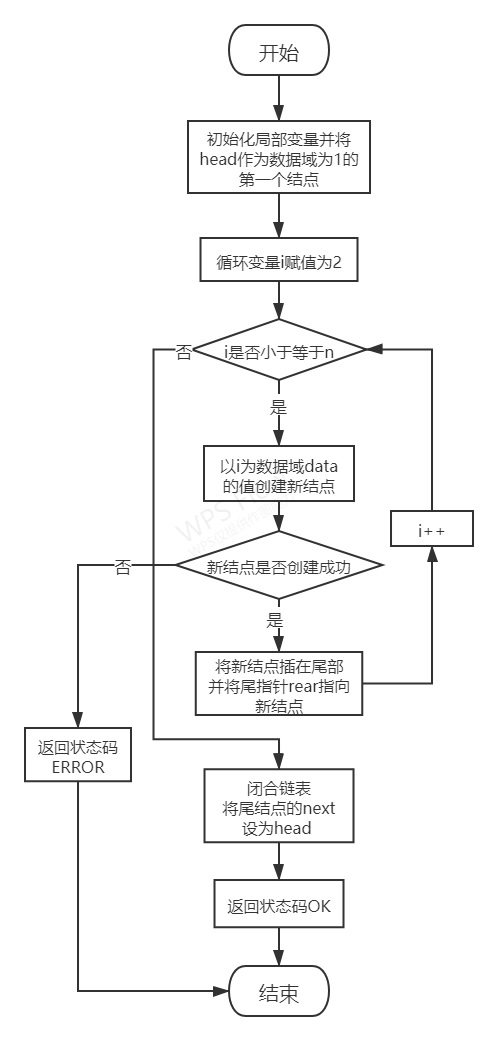 开始
初始化局部变量并将
head作为数据域为1的
第一个结点
循环变量i赋值为2
否
i是否小于等于n
是
以i为数据域data
的值创建新结点
i++
否
新结点是否创建成功
是
将新结点插在尾部
并将尾指针rear指向
新结点
返回状态码
ERROR
闭合链表
将尾结点的next
设为head
返回状态码OK
结束